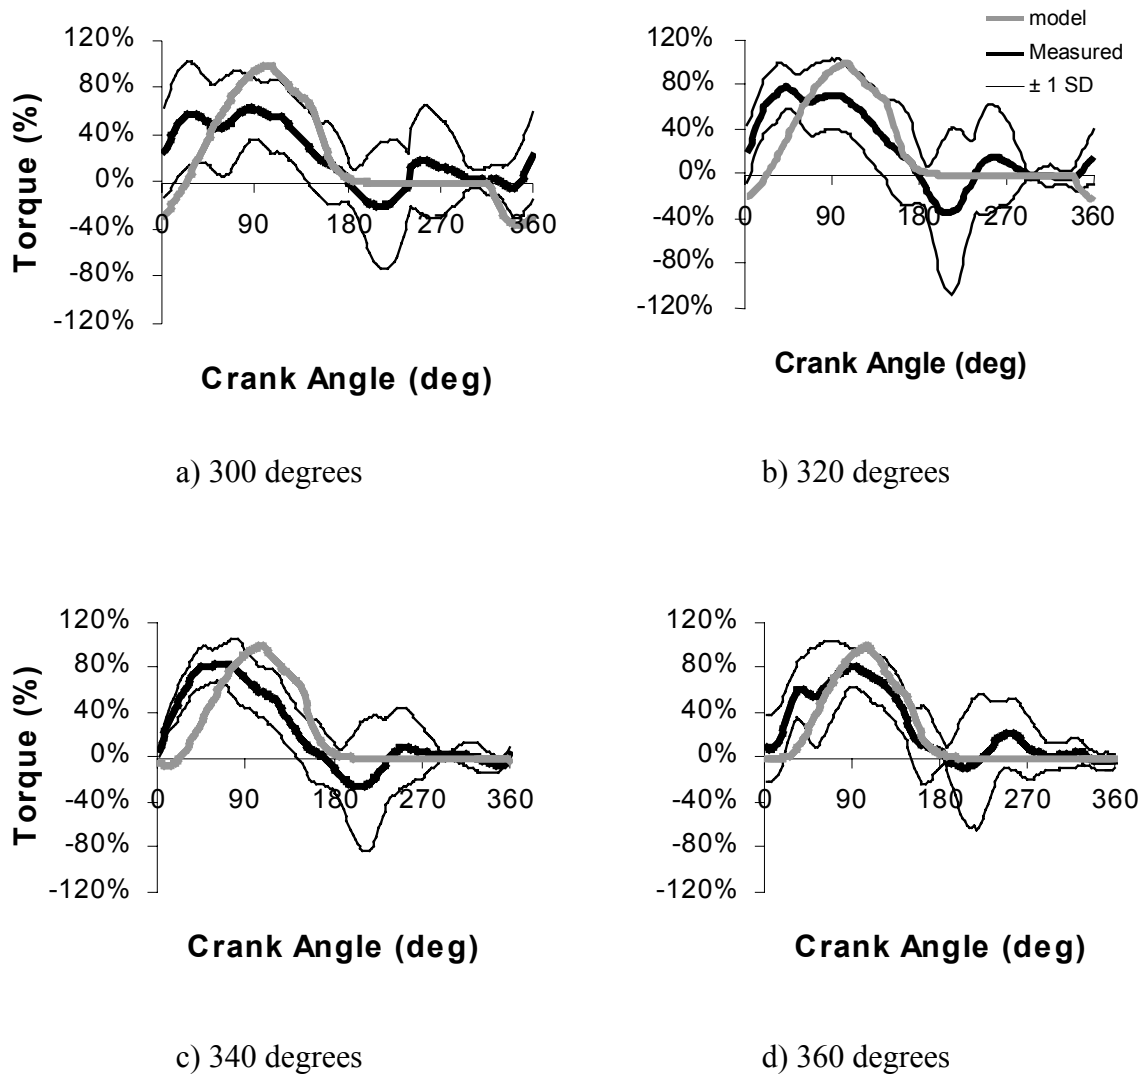 model
Measured
± 1 SD
120%
80%
40%
0%
-40%
-80%
-120%
Torque (%)
0 90 180 270 360
Crank Angle (deg)
a) 300 degrees
120%
80%
40%
0%
-40%
-80%
-120%
0 90 180 270 360
Crank Angle (deg)
b) 320 degrees
120%
80%
40%
0%
-40%
-80%
-120%
Torque (%)
0 90 180 270 360
Crank Angle (deg)
c) 340 degrees
120%
80%
40%
0%
-40%
-80%
-120%
0 90 180 270 360
Crank Angle (deg)
d) 360 degrees